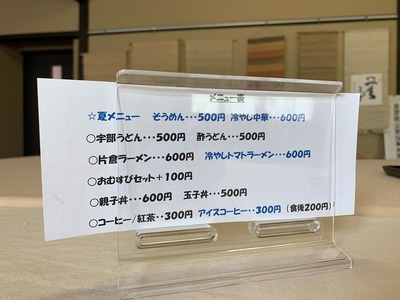 メニュー表
☆夏メニュー そうめん・・・500円 冷やし中華・・・600円
○宇部うどん・・・500円 酢うどん・・・500円
○片倉ラーメン・・・600円 冷やしトマトラーメン・・・600円
○おむすびセット＋100円
○親子丼・・・600円 玉子丼・・・500円
○コーヒー/紅茶・・300円 アイスコーヒー・・300円 (食後200円)